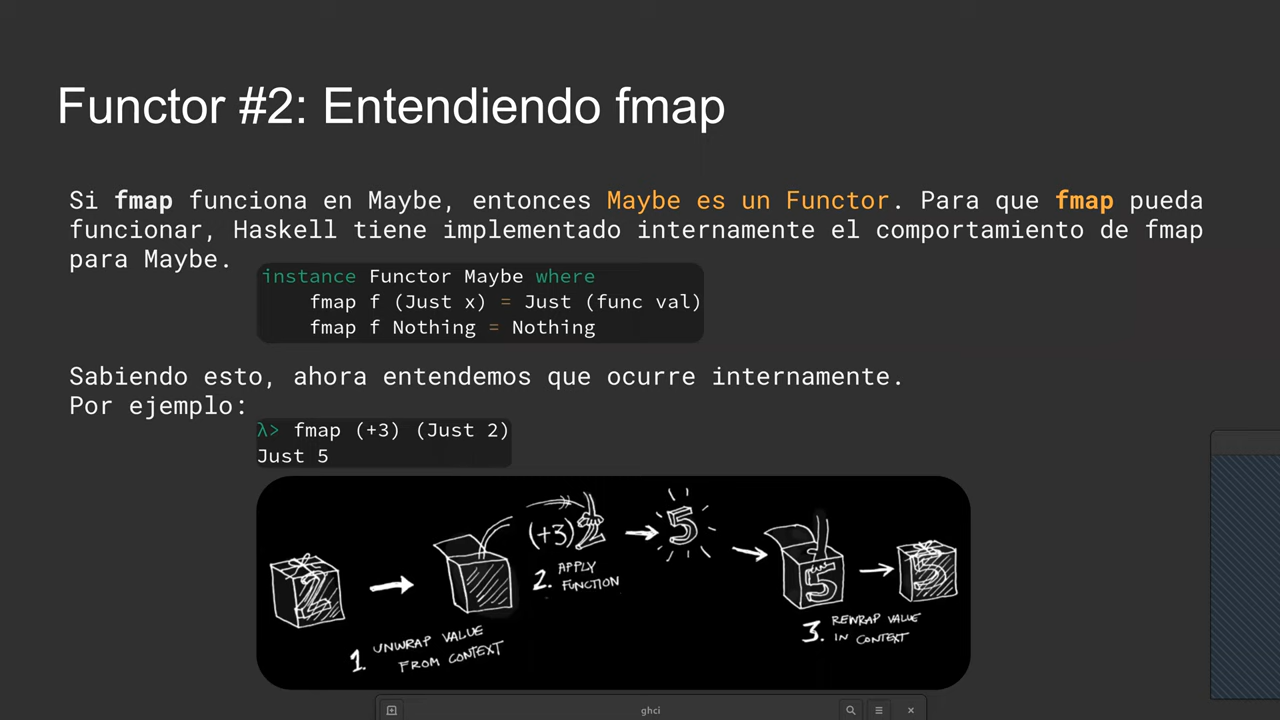 Functor #2: Entendiendo fmap
Si fmap funciona en Maybe, entonces Maybe es un Functor. Para que fmap pueda
funcionar, Haskell tiene implementado internamente el comportamiento de fmap
para Maybe.
instance Functor Maybe where
    fmap f (Just x) = Just (func val)
    fmap f Nothing = Nothing
Sabiendo esto, ahora entendemos que ocurre internamente.
Por ejemplo:
λ> fmap (+3) (Just 2)
Just 5
2
(+3) 2
5
5
5
1. UNWRAP VALUE
FROM CONTEXT
2. APPLY
FUNCTION
3. REWRAP VALUE
IN CONTEXT
ghci